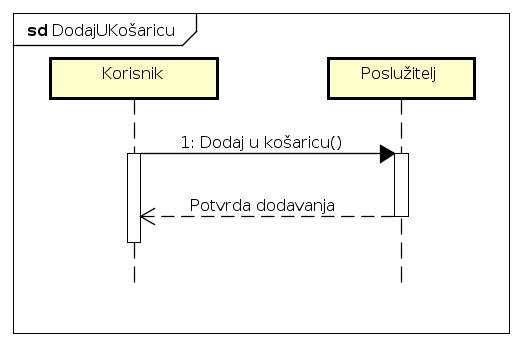 sd DodajUKošaricu
Korisnik
Poslužitelj
1: Dodaj u košaricu()
Potvrda dodavanja